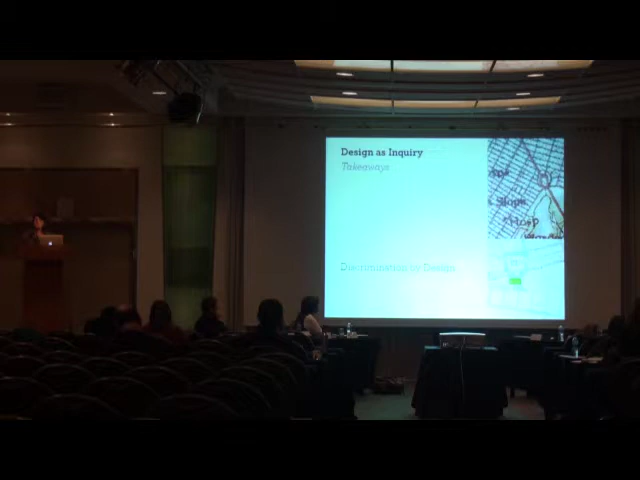 Design as Inquiry
Takeaways
Slope
Discrimination by Design